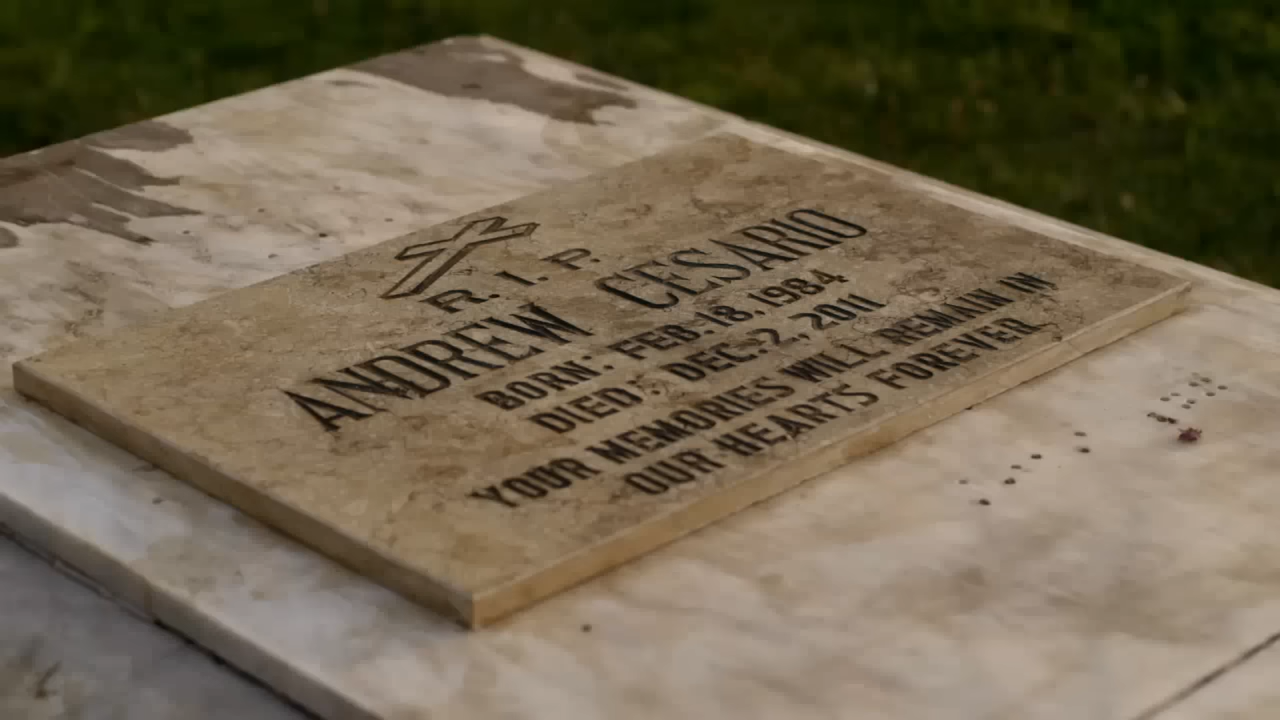 R. I. P.
ANDREW CESARIO
BORN: FEB. 18, 1984
DIED: DEC. 2, 2011
YOUR MEMORIES WILL REMAIN IN
OUR HEARTS FOREVER